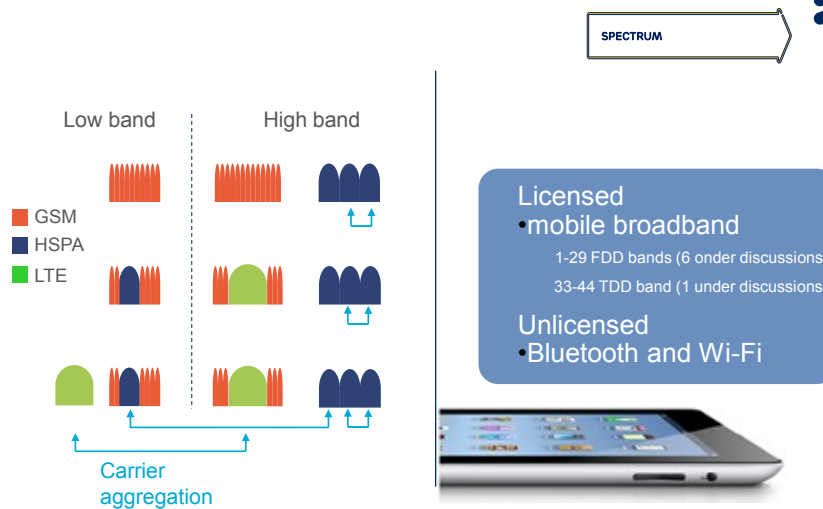 SPECTRUM
Low band
High band
GSM
HSPA
LTE
Carrier
aggregation
Licensed
•mobile broadband
1-29 FDD bands (6 onder discussions
33-44 TDD band (1 under discussions
Unlicensed
•Bluetooth and Wi-Fi